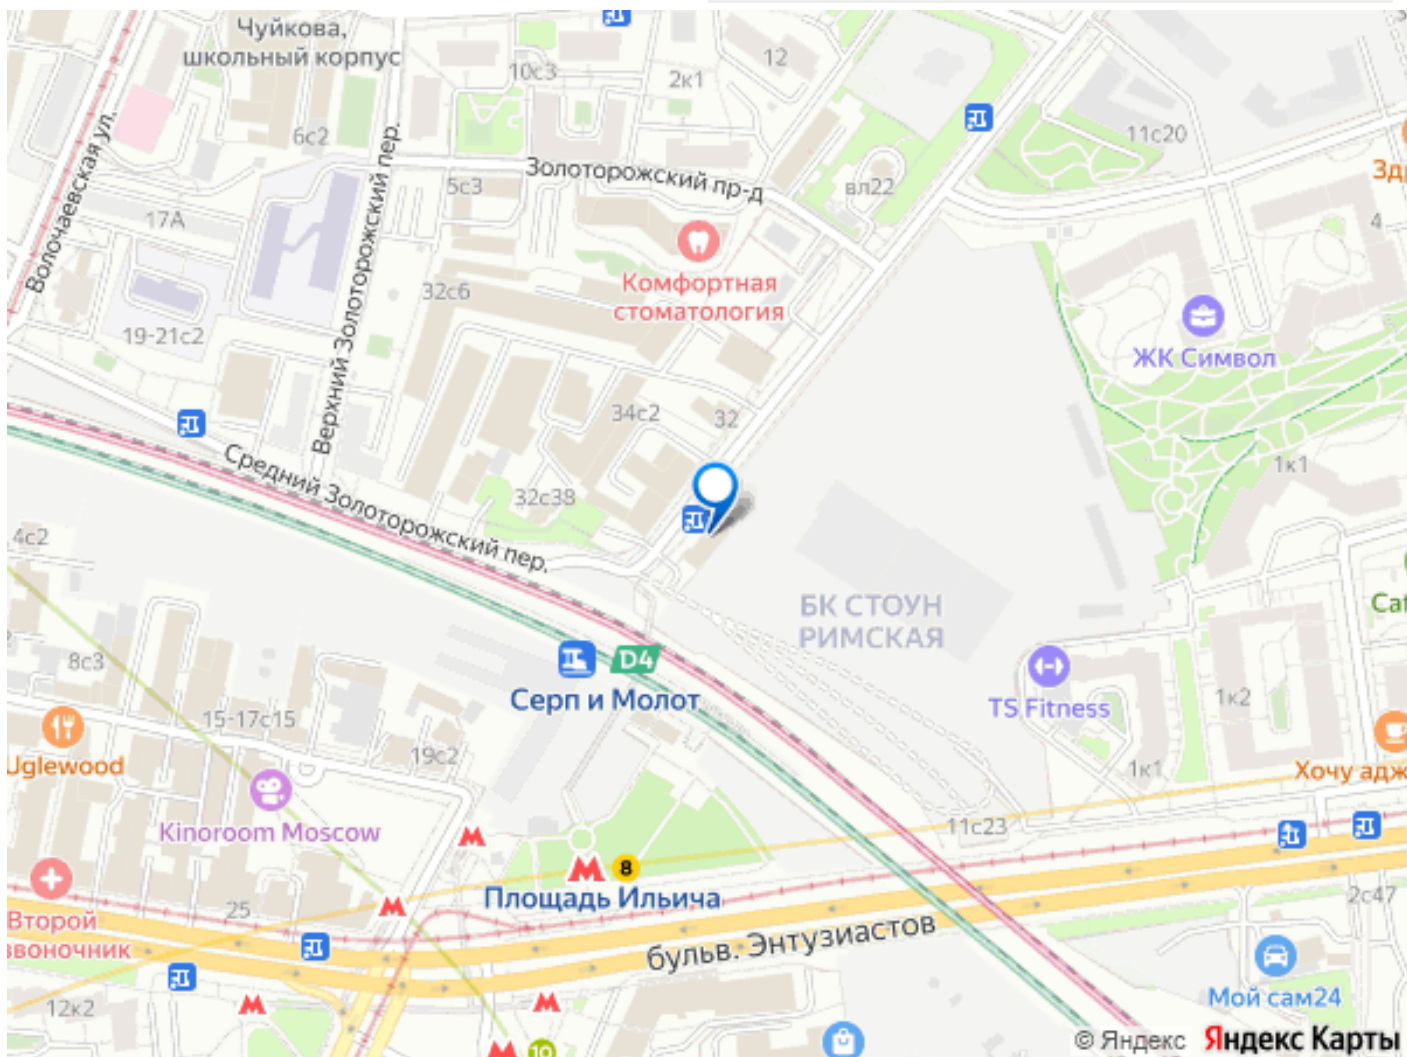 Чуйкова,
школьный корпус
12
10с3
2к1
6с2
11с20
Волочаевская ул.
Верхний Золоторожский пер.
Золоторожский пр-д
5с3
вл22
17А
4
Комфортная
стоматология
32с6
19-21с2
ЖК Символ
34с2
32
Средний Золоторожский пер.
32с38
1к1
4с2
БК СТОУН
РИМСКАЯ
D4
Серп и Молот
8с3
TS Fitness
1к2
15-17с15
19с2
Uglewood
1к1
Хочу адж
Kinoroom Moscow
11с23
8
Площадь Ильича
25
Второй
звоночник
2с47
бульв. Энтузиастов
12к2
10
Мой сам24
© Яндекс Яндекс Карты